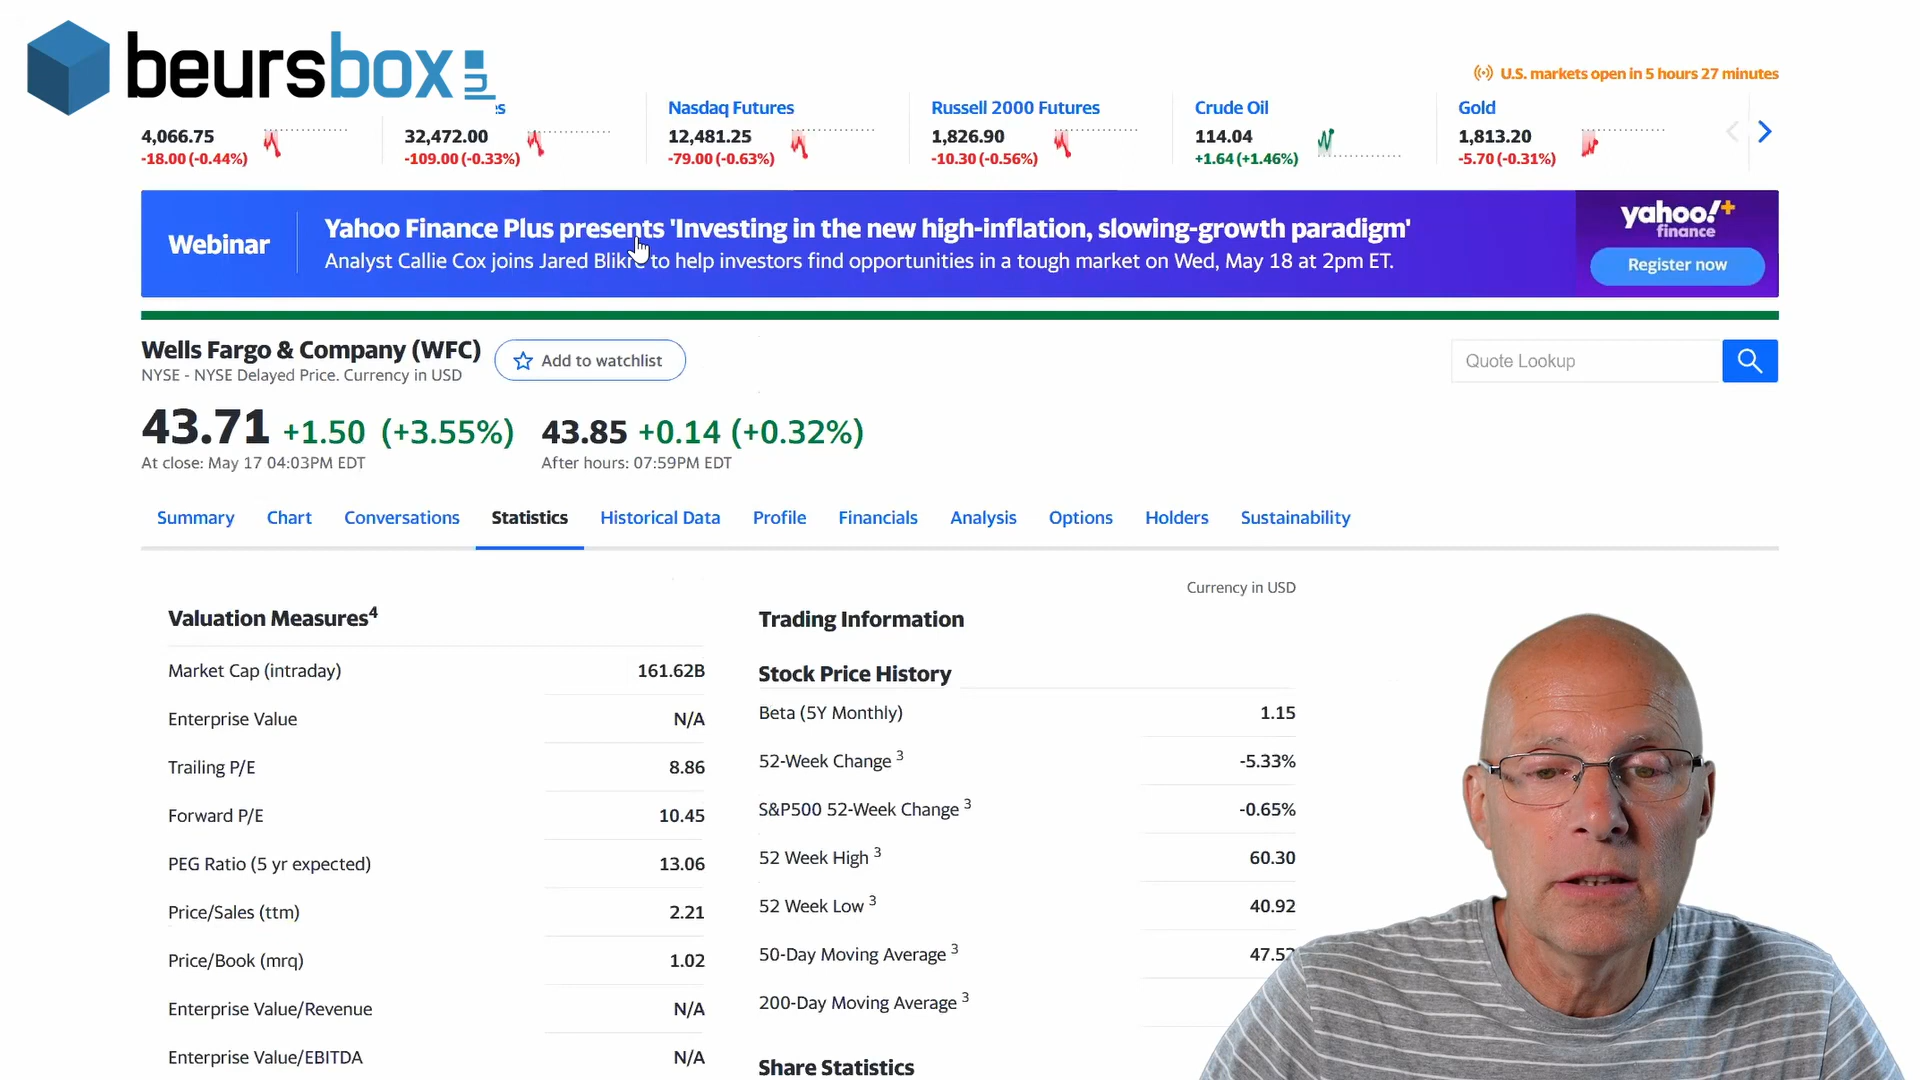 beursbox.nl
U.S. markets open in 5 hours 27 minutes
Nasdaq Futures
Russell 2000 Futures
Crude Oil
Gold
4,066.75
32,472.00
12,481.25
1,826.90
114.04
1,813.20
-18.00 (-0.44%)
-109.00 (-0.33%)
-79.00 (-0.63%)
-10.30 (-0.56%)
+1.64 (+1.46%)
-5.70 (-0.31%)
Webinar
Yahoo Finance Plus presents 'Investing in the new high-inflation, slowing-growth paradigm'
Analyst Callie Cox joins Jared Blikre to help investors find opportunities in a tough market on Wed, May 18 at 2pm ET.
yahoo!+
finance
Register now
Wells Fargo & Company (WFC)
NYSE - NYSE Delayed Price. Currency in USD
Add to watchlist
Quote Lookup
43.71 +1.50 (+3.55%)
At close: May 17 04:03PM EDT
43.85 +0.14 (+0.32%)
After hours: 07:59PM EDT
Summary
Chart
Conversations
Statistics
Historical Data
Profile
Financials
Analysis
Options
Holders
Sustainability
Currency in USD
Valuation Measures4
Market Cap (intraday) 161.62B
Enterprise Value N/A
Trailing P/E 8.86
Forward P/E 10.45
PEG Ratio (5 yr expected) 13.06
Price/Sales (ttm) 2.21
Price/Book (mrq) 1.02
Enterprise Value/Revenue N/A
Enterprise Value/EBITDA N/A
Trading Information
Stock Price History
Beta (5Y Monthly) 1.15
52-Week Change 3 -5.33%
S&P500 52-Week Change 3 -0.65%
52 Week High 3 60.30
52 Week Low 3 40.92
50-Day Moving Average 3
200-Day Moving Average 3
Share Statistics